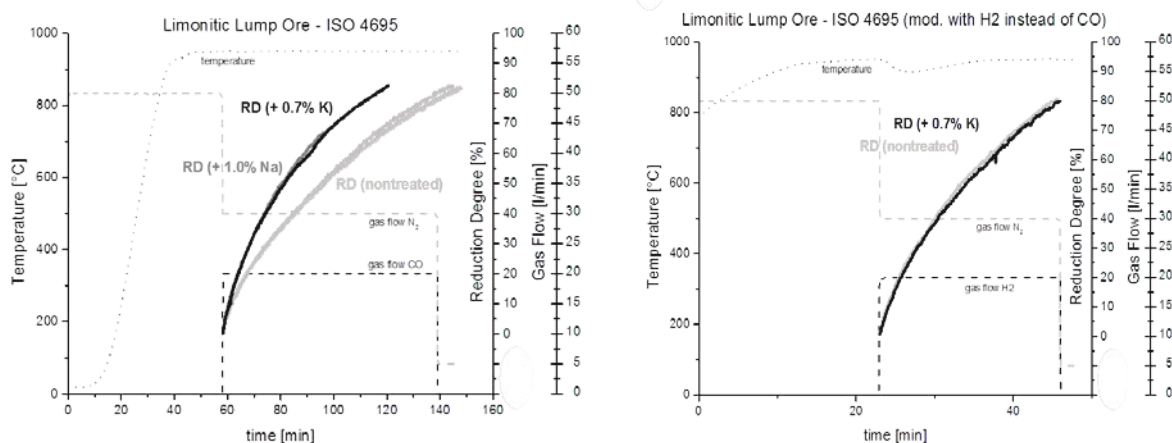 Limonitic Lump Ore - ISO 4695
1000
800
600
400
200
0
Temperature [°C]
0 20 40 60 80 100 120 140 160
time [min]
temperature
RD (+ 0.7% K)
RD (+ 1.0% Na)
RD (nontreated)
gas flow N2
gas flow CO
100
90
80
70
60
50
40
30
20
10
0
Reduction Degree [%]
60
55
50
45
40
35
30
25
20
15
10
5
0
Gas Flow [l/min]
Limonitic Lump Ore - ISO 4695 (mod. with H2 instead of CO)
1000
800
600
400
200
0
Temperature [°C]
0 20 40
time [min]
temperature
RD (+ 0.7% K)
RD (nontreated)
gas flow N2
gas flow H2
100
90
80
70
60
50
40
30
20
10
0
Reduction Degree [%]
60
55
50
45
40
35
30
25
20
15
10
5
0
Gas Flow [l/min]